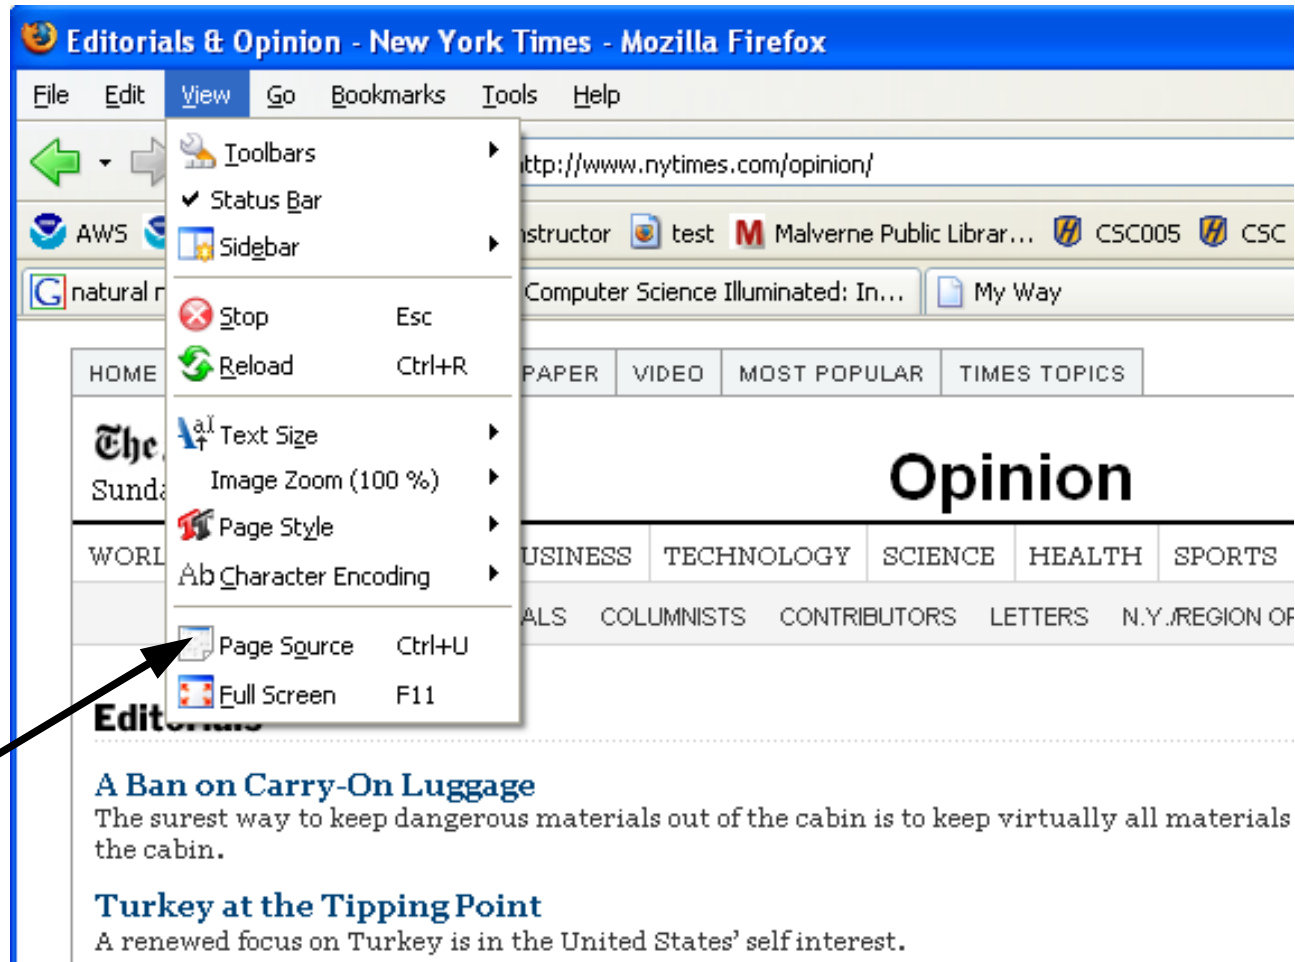 Editorials & Opinion - New York Times - Mozilla Firefox
File Edit View Go Bookmarks Tools Help
Toolbars
ttp://www.nytimes.com/opinion/
Status Bar
AWS nstructor test Malverne Public Librar... CSC005 CSC
Sidebar
natural Computer Science Illuminated: In... My Way
Stop Esc
Reload Ctrl+R
HOME PAPER VIDEO MOST POPULAR TIMES TOPICS
Text Size
The
Opinion
Image Zoom (100 %)
Page Style
WORL USINESS TECHNOLOGY SCIENCE HEALTH SPORTS
Character Encoding
ALS COLUMNISTS CONTRIBUTORS LETTERS N.Y./REGION OP
Page Source Ctrl+U
Full Screen F11
Editorials
A Ban on Carry-On Luggage
The surest way to keep dangerous materials out of the cabin is to keep virtually all materials
the cabin.
Turkey at the Tipping Point
A renewed focus on Turkey is in the United States' self interest.